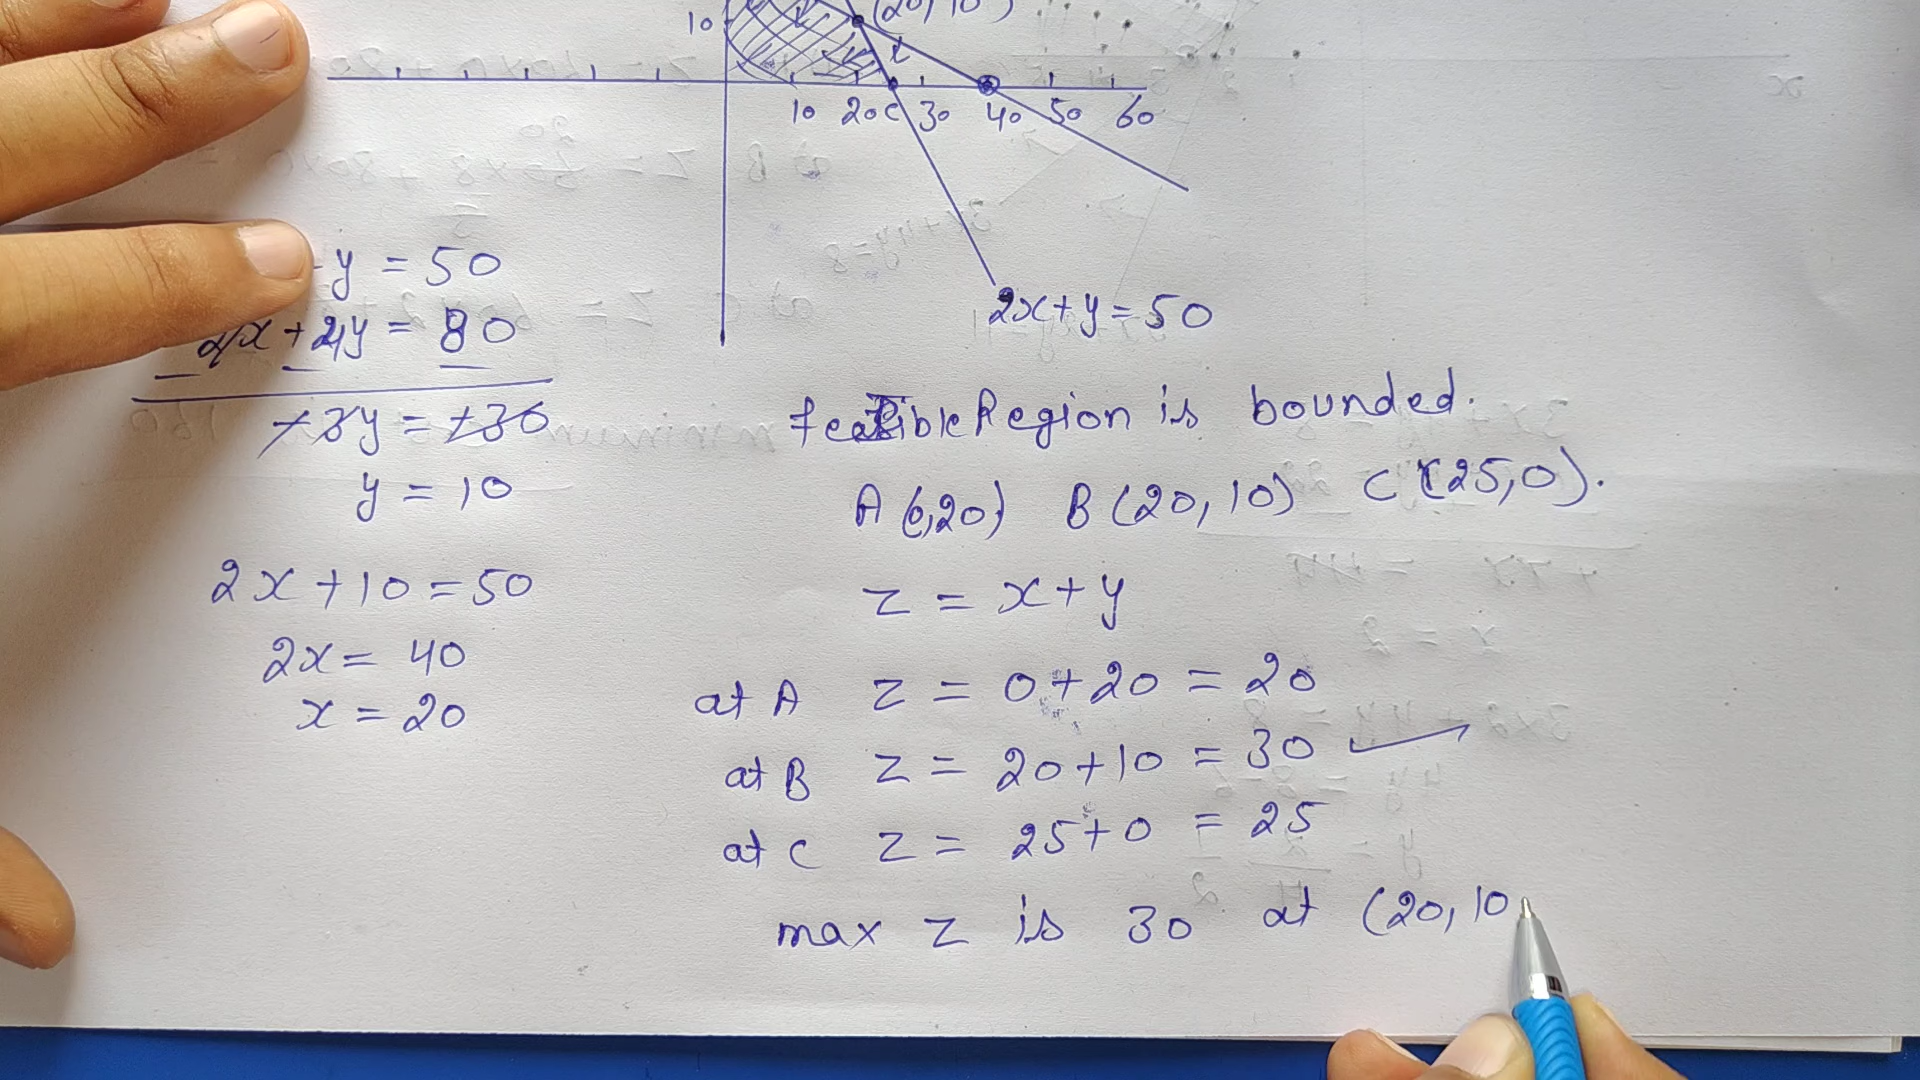 10 (20, 10)
10 20 C 30 40 50 60
2x + y = 50
y = 50
2x + 4y = 80
-3y = -30
y = 10
2x + 10 = 50
2x = 40
x = 20
Feasible Region is bounded.
A (0,20) B (20, 10) C (25,0).
z = x + y
at A z = 0 + 20 = 20
at B z = 20 + 10 = 30
at C z = 25 + 0 = 25
max z is 30 at (20, 10